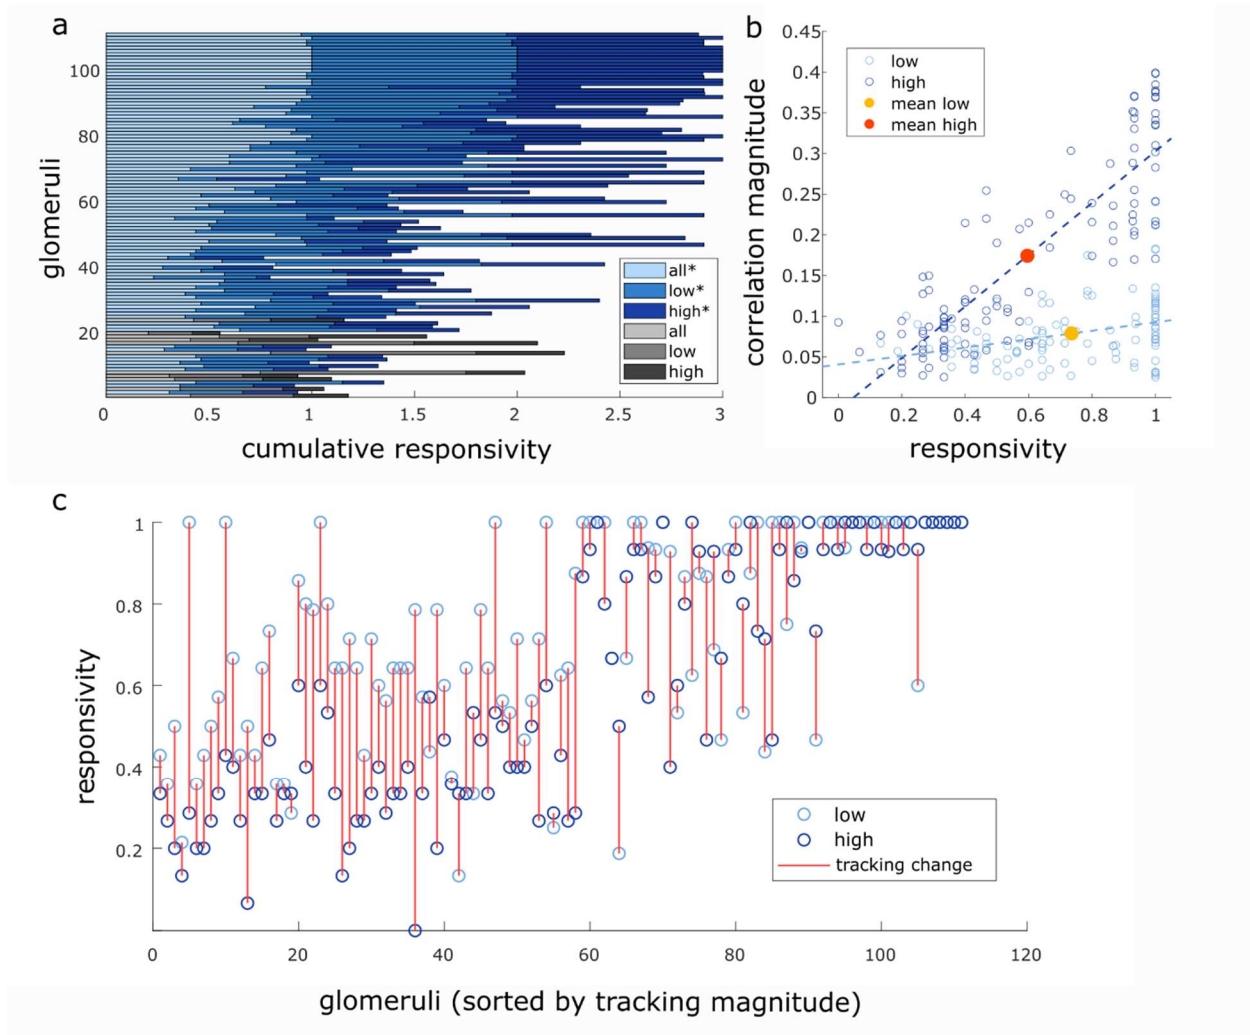 a
glomeruli
100
80
60
40
20
0
0.5
1
1.5
2
2.5
3
cumulative responsivity
all*
low*
high*
all
low
high
b
correlation magnitude
0.45
0.4
0.35
0.3
0.25
0.2
0.15
0.1
0.05
0
0
0.2
0.4
0.6
0.8
1
responsivity
low
high
mean low
mean high
c
responsivity
1
0.8
0.6
0.4
0.2
0
20
40
60
80
100
120
glomeruli (sorted by tracking magnitude)
low
high
tracking change